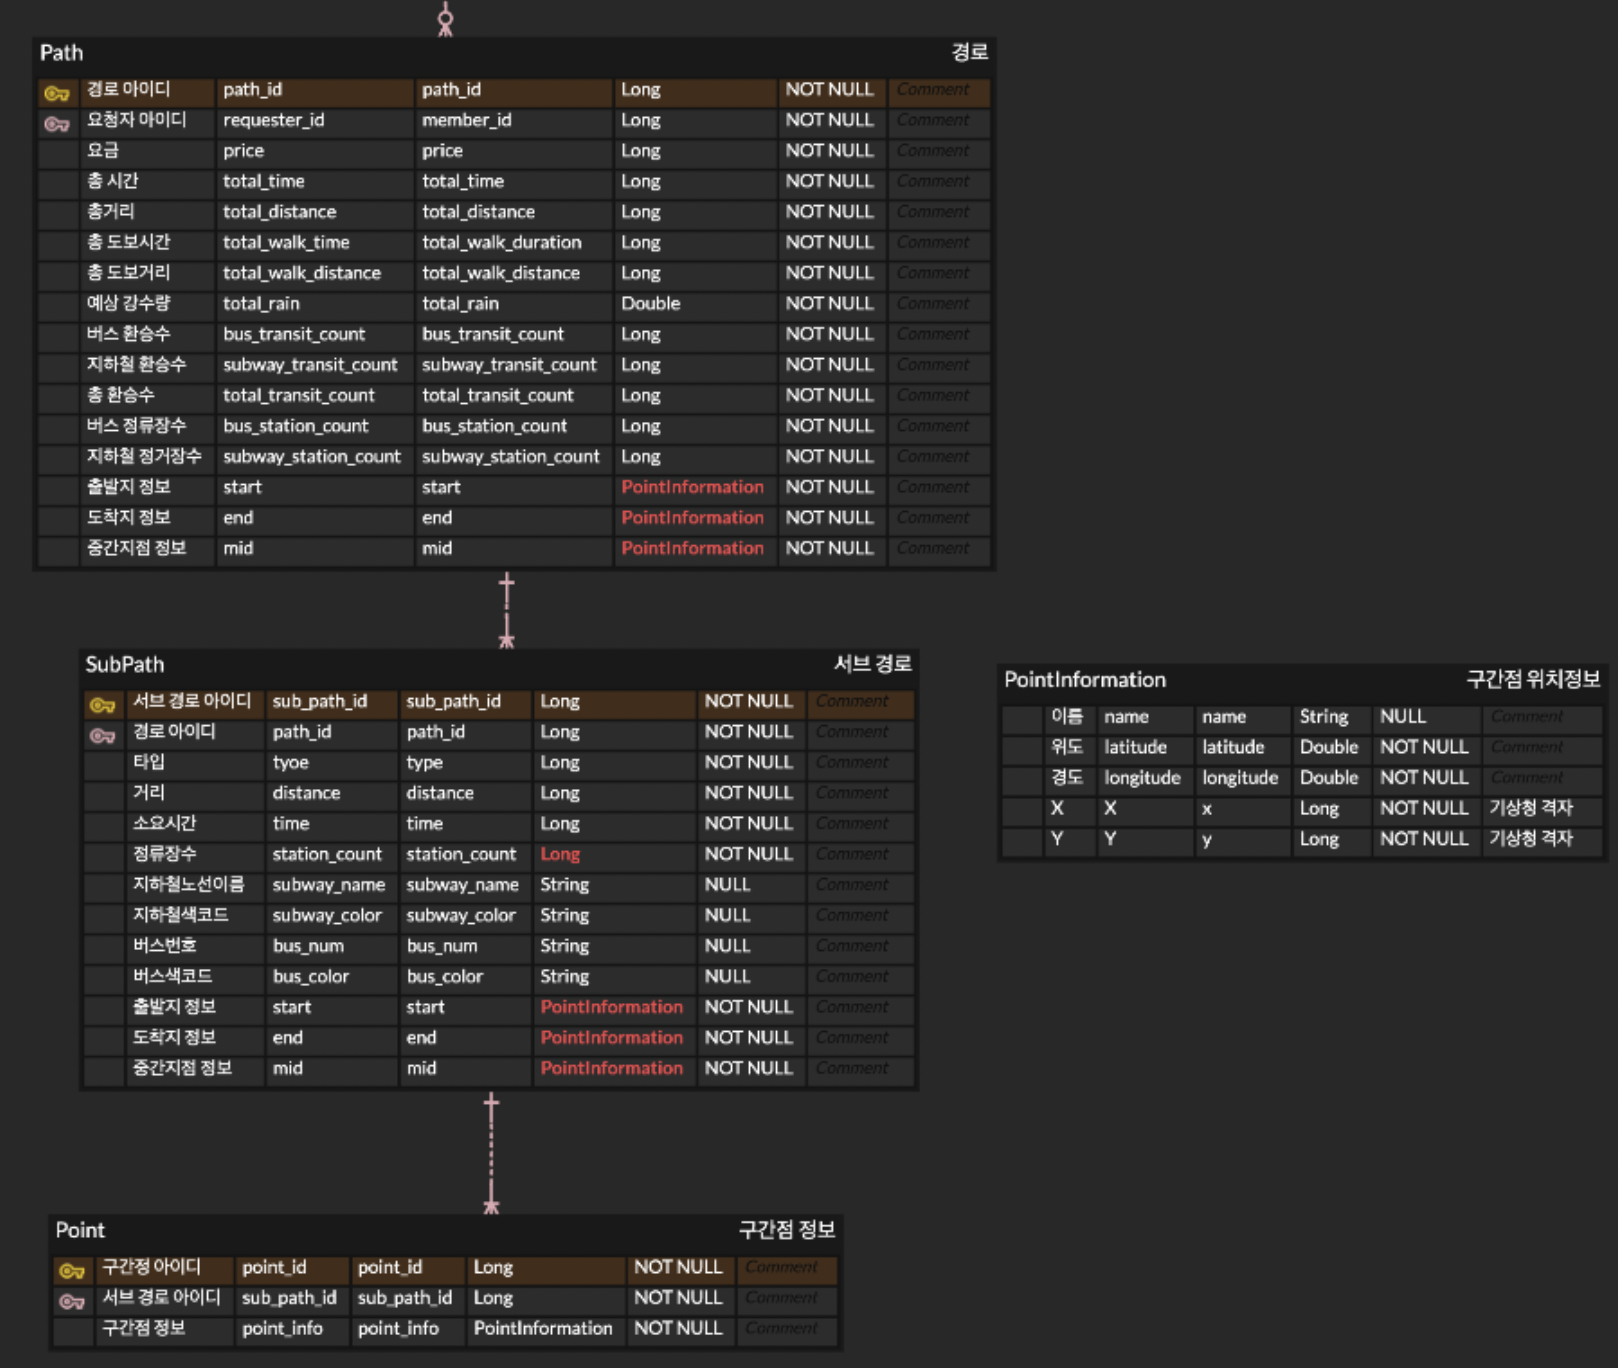 Path 경로
경로 아이디 path_id path_id Long NOT NULL Comment
요청자 아이디 requester_id member_id Long NOT NULL Comment
요금 price price Long NOT NULL Comment
총 시간 total_time total_time Long NOT NULL Comment
총거리 total_distance total_distance Long NOT NULL Comment
총 도보시간 total_walk_time total_walk_duration Long NOT NULL Comment
총 도보거리 total_walk_distance total_walk_distance Long NOT NULL Comment
예상 강수량 total_rain total_rain Double NOT NULL Comment
버스 환승수 bus_transit_count bus_transit_count Long NOT NULL Comment
지하철 환승수 subway_transit_count subway_transit_count Long NOT NULL Comment
총 환승수 total_transit_count total_transit_count Long NOT NULL Comment
버스 정류장수 bus_station_count bus_station_count Long NOT NULL Comment
지하철 정거장수 subway_station_count subway_station_count Long NOT NULL Comment
출발지 정보 start start PointInformation NOT NULL Comment
도착지 정보 end end PointInformation NOT NULL Comment
중간지점 정보 mid mid PointInformation NOT NULL Comment
SubPath 서브 경로
서브 경로 아이디 sub_path_id sub_path_id Long NOT NULL Comment
경로 아이디 path_id path_id Long NOT NULL Comment
타입 tyoe type Long NOT NULL Comment
거리 distance distance Long NOT NULL Comment
소요시간 time time Long NOT NULL Comment
정류장수 station_count station_count Long NOT NULL Comment
지하철노선이름 subway_name subway_name String NULL Comment
지하철색코드 subway_color subway_color String NULL Comment
버스번호 bus_num bus_num String NULL Comment
버스색코드 bus_color bus_color String NULL Comment
출발지 정보 start start PointInformation NOT NULL Comment
도착지 정보 end end PointInformation NOT NULL Comment
중간지점 정보 mid mid PointInformation NOT NULL Comment
PointInformation 구간점 위치정보
이름 name name String NULL Comment
위도 latitude latitude Double NOT NULL Comment
경도 longitude longitude Double NOT NULL Comment
X X x Long NOT NULL 기상청 격자
Y Y y Long NOT NULL 기상청 격자
Point 구간점 정보
구간정 아이디 point_id point_id Long NOT NULL Comment
서브 경로 아이디 sub_path_id sub_path_id Long NOT NULL Comment
구간점 정보 point_info point_info PointInformation NOT NULL Comment